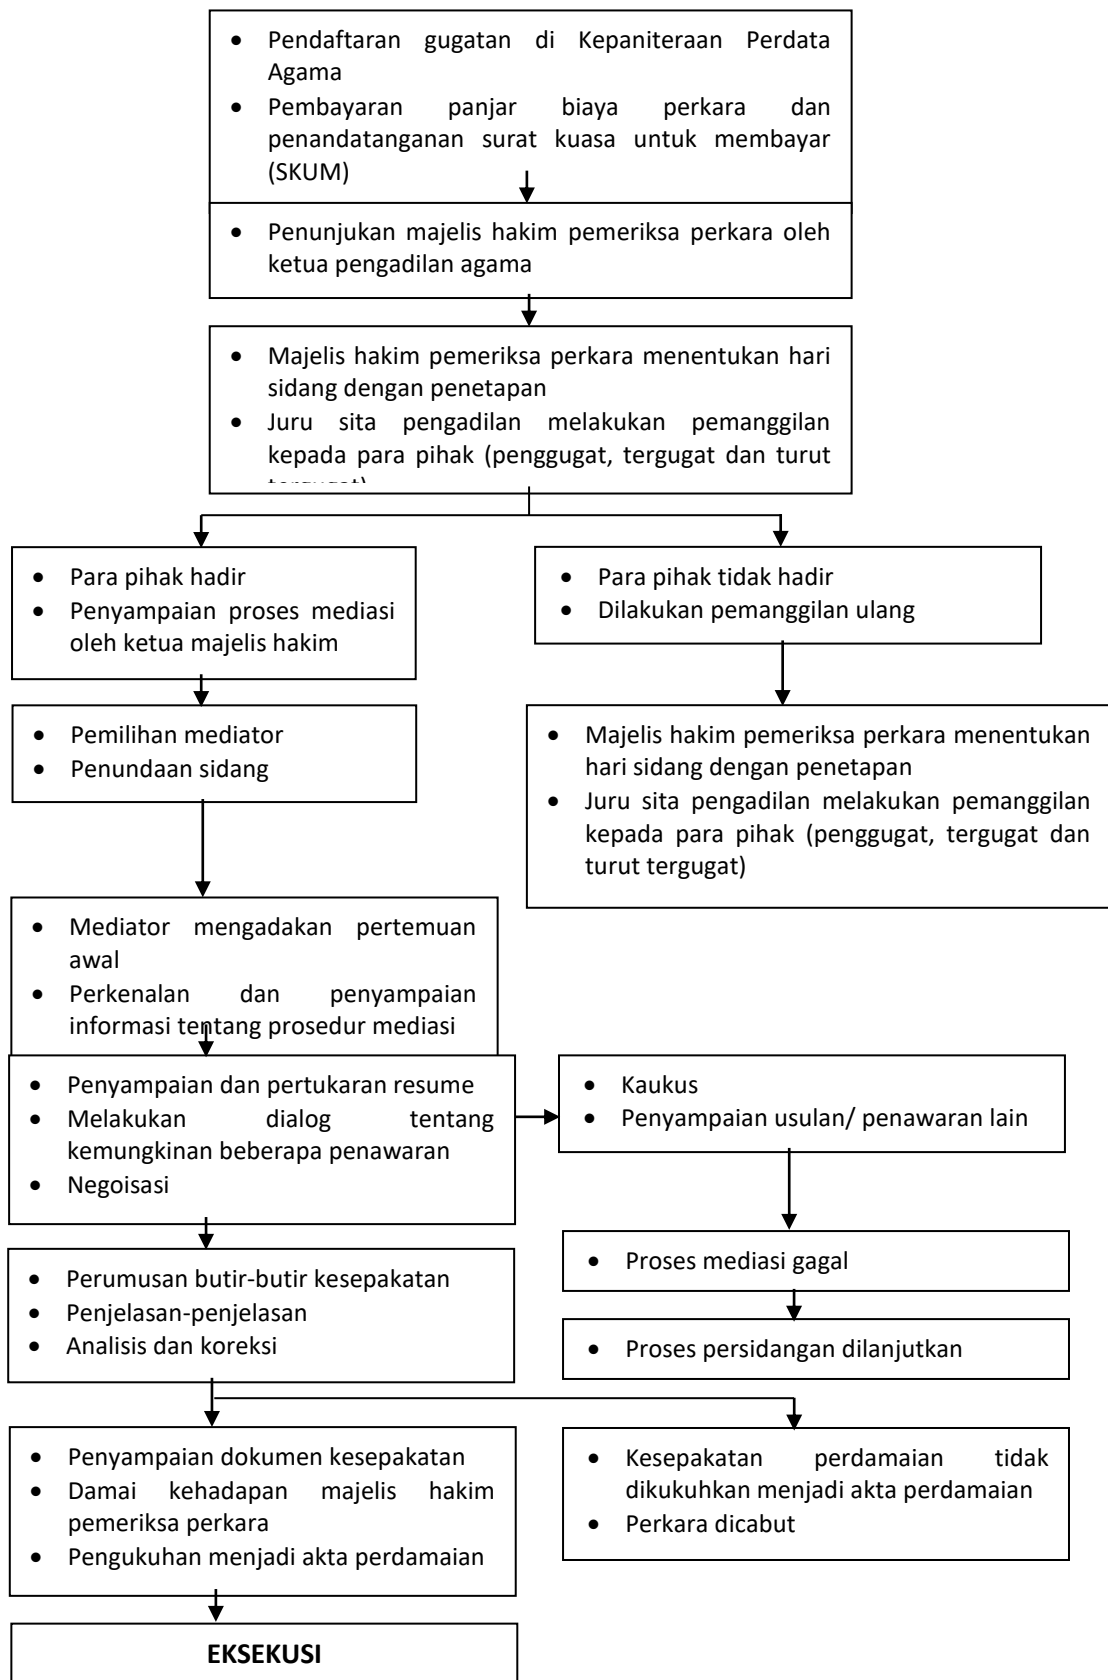 • Pendaftaran gugatan di Kepaniteraan Perdata
Agama
• Pembayaran panjar biaya perkara dan
penandatanganan surat kuasa untuk membayar
(SKUM)
• Penunjukan majelis hakim pemeriksa perkara oleh
ketua pengadilan agama
• Majelis hakim pemeriksa perkara menentukan hari
sidang dengan penetapan
• Juru sita pengadilan melakukan pemanggilan
kepada para pihak (penggugat, tergugat dan turut
• Para pihak hadir
• Penyampaian proses mediasi
oleh ketua majelis hakim
• Para pihak tidak hadir
• Dilakukan pemanggilan ulang
• Pemilihan mediator
• Penundaan sidang
• Majelis hakim pemeriksa perkara menentukan
hari sidang dengan penetapan
• Juru sita pengadilan melakukan pemanggilan
kepada para pihak (penggugat, tergugat dan
turut tergugat)
• Mediator mengadakan pertemuan
awal
• Perkenalan dan penyampaian
informasi tentang prosedur mediasi
• Penyampaian dan pertukaran resume
• Melakukan dialog tentang
kemungkinan beberapa penawaran
• Negoisasi
• Kaukus
• Penyampaian usulan/ penawaran lain
• Proses mediasi gagal
• Perumusan butir-butir kesepakatan
• Penjelasan-penjelasan
• Analisis dan koreksi
• Proses persidangan dilanjutkan
• Penyampaian dokumen kesepakatan
• Damai kehadapan majelis hakim
pemeriksa perkara
• Pengukuhan menjadi akta perdamaian
• Kesepakatan perdamaian tidak
dikukuhkan menjadi akta perdamaian
• Perkara dicabut
EKSEKUSI